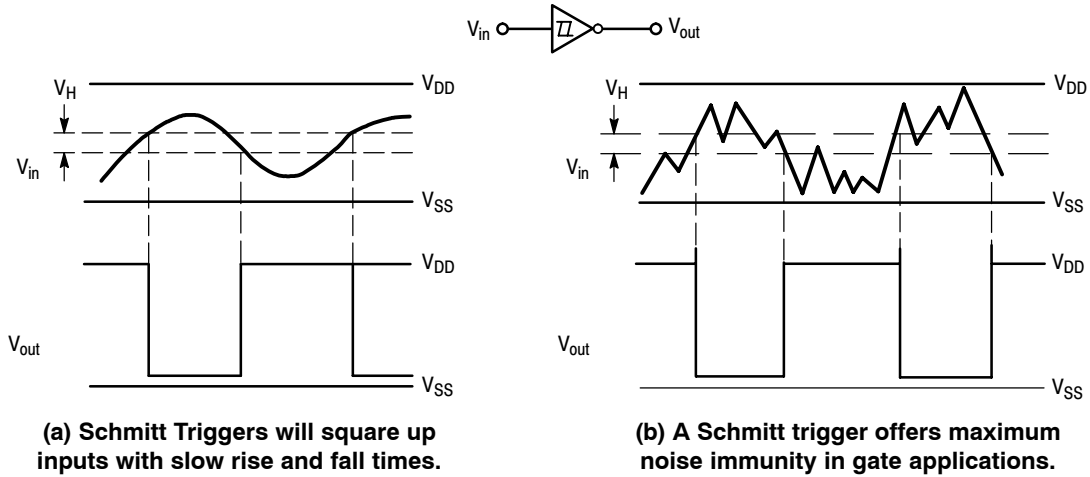 Vin Vout
VH
VDD
Vin
VSS
VDD
Vout
VSS
(a) Schmitt Triggers will square up
inputs with slow rise and fall times.
VH
VDD
Vin
VSS
VDD
Vout
VSS
(b) A Schmitt trigger offers maximum
noise immunity in gate applications.